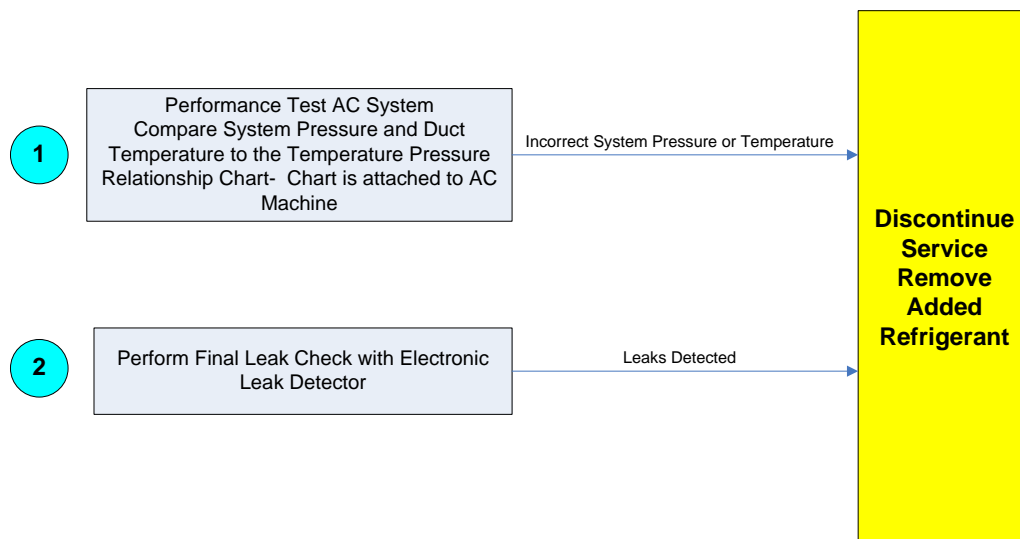 1
Performance Test AC System
Compare System Pressure and Duct
Temperature to the Temperature Pressure
Relationship Chart-  Chart is attached to AC
Machine
Incorrect System Pressure or Temperature
Discontinue
Service
Remove
Added
Refrigerant
2
Perform Final Leak Check with Electronic
Leak Detector
Leaks Detected